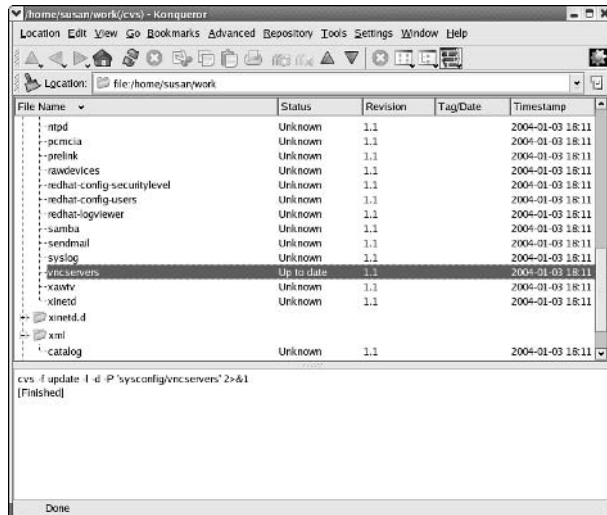 /home/susan/work(/cvs) - Konqueror
Location Edit View Go Bookmarks Advanced Repository Tools Settings Window Help
Location: file:/home/susan/work
File Name Status Revision Tag/Date Timestamp
ntpd Unknown 1.1 2004-01-03 18:11
pcmcia Unknown 1.1 2004-01-03 18:11
prelink Unknown 1.1 2004-01-03 18:11
rawdevices Unknown 1.1 2004-01-03 18:11
redhat-config-securitylevel Unknown 1.1 2004-01-03 18:11
redhat-config-users Unknown 1.1 2004-01-03 18:11
redhat-logviewer Unknown 1.1 2004-01-03 18:11
samba Unknown 1.1 2004-01-03 18:11
sendmail Unknown 1.1 2004-01-03 18:11
syslog Unknown 1.1 2004-01-03 18:11
vncservers Up to date 1.1 2004-01-03 18:11
xawtv Unknown 1.1 2004-01-03 18:11
xinetd Unknown 1.1 2004-01-03 18:11
xinetd.d
xml
catalog Unknown 1.1 2004-01-03 18:11
cvs -f update -l -d -P 'sysconfig/vncservers' 2>&1
[Finished]
Done